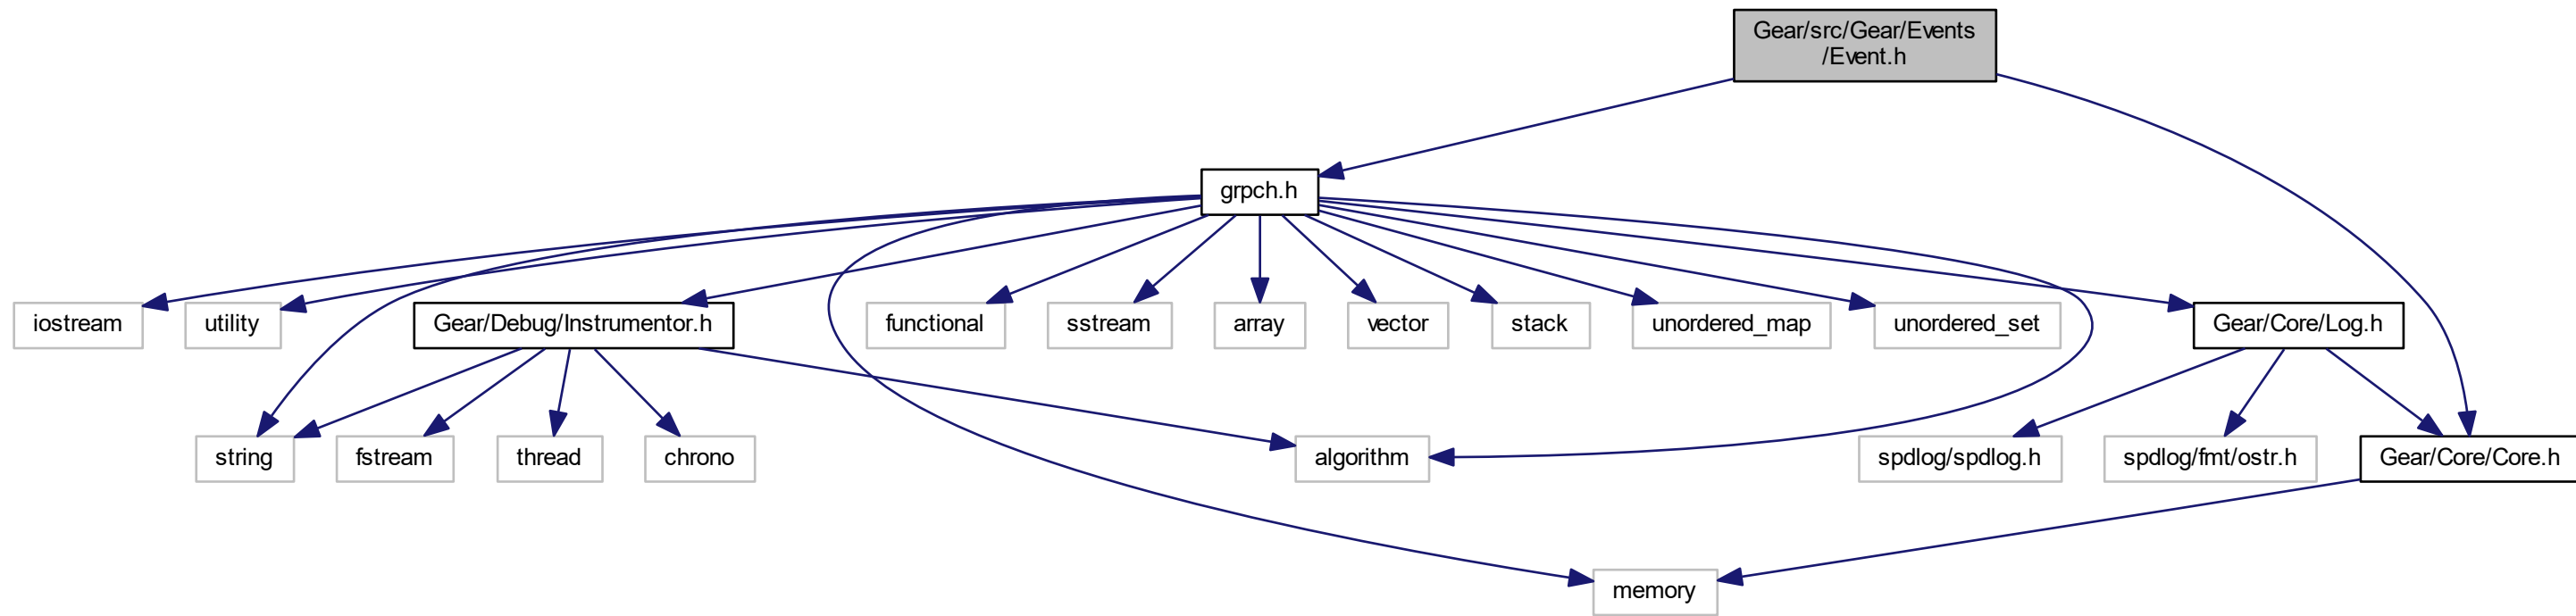 Gear/src/Gear/Events
/Event.h
grpch.h
iostream
utility
Gear/Debug/Instrumentor.h
functional
sstream
array
vector
stack
unordered_map
unordered_set
Gear/Core/Log.h
string
fstream
thread
chrono
algorithm
spdlog/spdlog.h
spdlog/fmt/ostr.h
Gear/Core/Core.h
memory